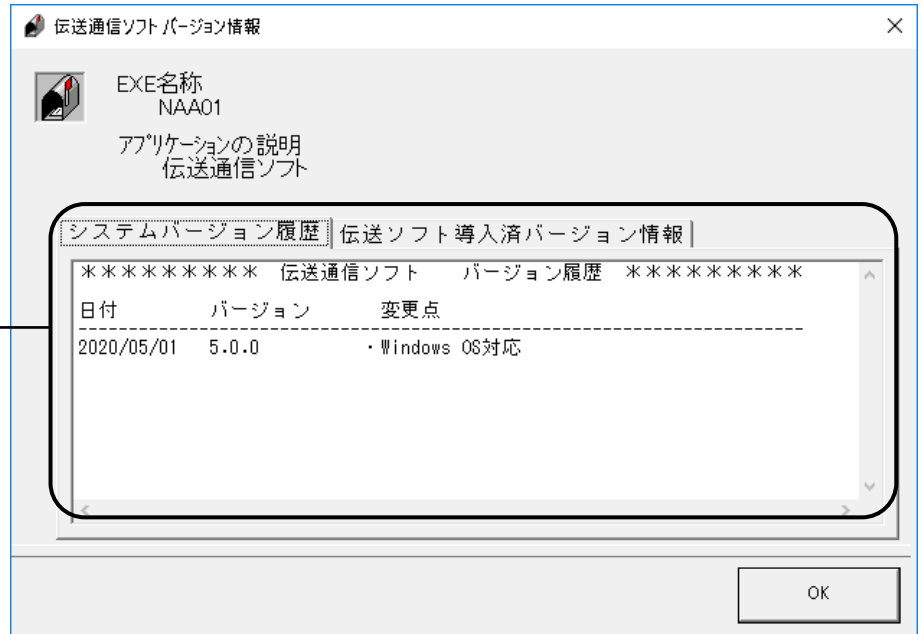 伝送通信ソフト バージョン情報
EXE名称
NAA01
アプリケーションの説明
伝送通信ソフト
システムバージョン履歴 伝送ソフト導入済バージョン情報
********* 伝送通信ソフト バージョン履歴 *********
日付 バージョン 変更点
--------------------------------------------------------------------------
2020/05/01 5.0.0 ・Windows OS対応
OK